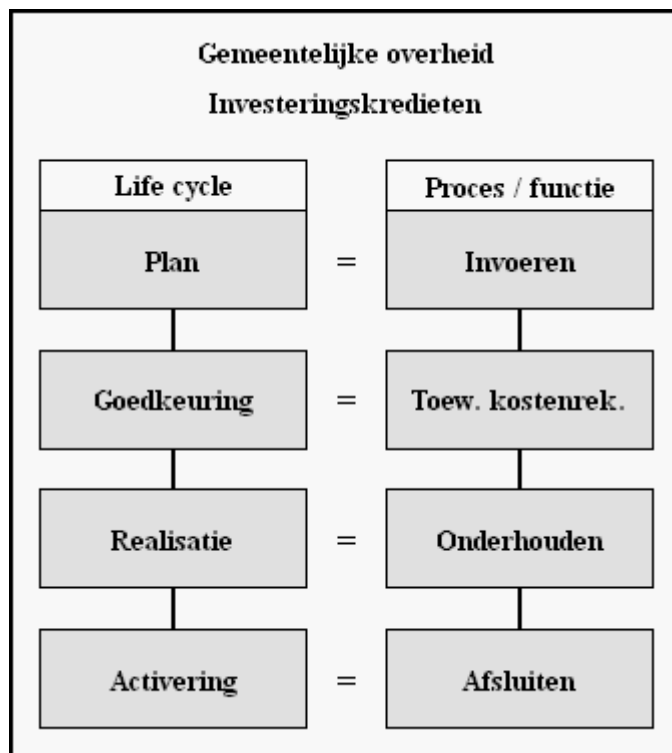 Gemeentelijke overheid
Investeringskredieten
Life cycle
Proces / functie
Plan
=
Invoeren
Goedkeuring
=
Toew. kostenrek.
Realisatie
=
Onderhouden
Activering
=
Afsluiten